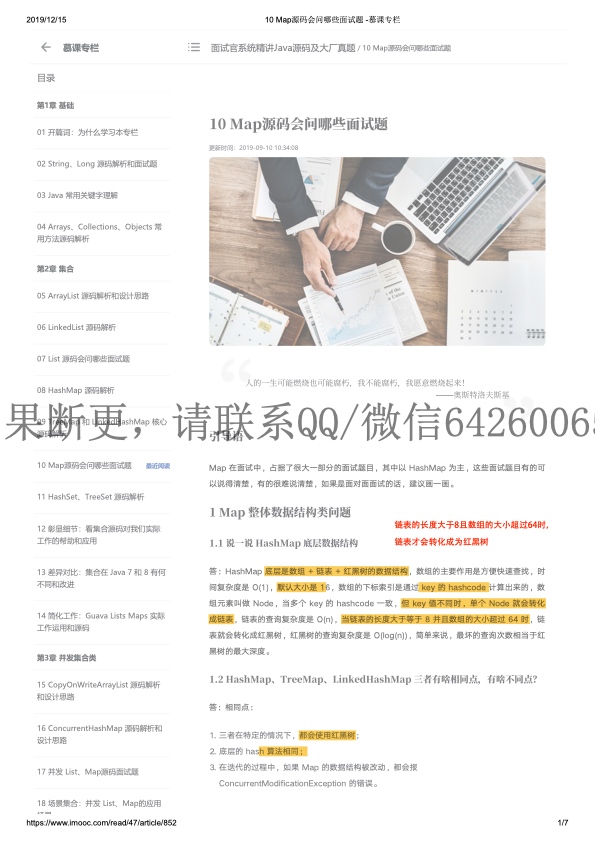 2019/12/15
10 Map源码会问哪些面试题 -慕课专栏
慕课专栏
面试官系统精讲Java源码及大厂真题 / 10 Map源码会问哪些面试题
目录
第1章 基础
01 开篇词：为什么学习本专栏
02 String、Long 源码解析和面试题
03 Java 常用关键字理解
04 Arrays、Collections、Objects 常
用方法源码解析
第2章 集合
05 ArrayList 源码解析和设计思路
06 LinkedList 源码解析
07 List 源码会问哪些面试题
08 HashMap 源码解析
09 TreeMap 和 LinkedHashMap 核心
源码解析
10 Map源码会问哪些面试题
最近阅读
11 HashSet、TreeSet 源码解析
12 彰显细节：看集合源码对我们实际
工作的帮助和应用
13 差异对比：集合在 Java 7 和 8 有何
不同和改进
14 简化工作：Guava Lists Maps 实际
工作运用和源码
第3章 并发集合类
15 CopyOnWriteArrayList 源码解析
和设计思路
16 ConcurrentHashMap 源码解析和
设计思路
17 并发 List、Map源码面试题
18 场景集合：并发 List、Map的应用
10 Map源码会问哪些面试题
更新时间：2019-09-10 10:34:08
人的一生可能燃烧也可能腐朽，我不能腐朽，我愿意燃烧起来！
——奥斯特洛夫斯基
果断更，请联系QQ/微信64260065
引导语
Map 在面试中，占据了很大一部分的面试题目，其中以 HashMap 为主，这些面试题目有的可
以说得清楚，有的很难说清楚，如果是面对面面试的话，建议画一画。
1 Map 整体数据结构类问题
链表的长度大于8且数组的大小超过64时，
链表才会转化成为红黑树
1.1 说一说 HashMap 底层数据结构
答：HashMap 底层是数组 + 链表 + 红黑树的数据结构，数组的主要作用是方便快速查找，时
间复杂度是 O(1)，默认大小是 16，数组的下标索引是通过 key 的 hashcode 计算出来的，数
组元素叫做 Node，当多个 key 的 hashcode 一致，但 key 值不同时，单个 Node 就会转化
成链表，链表的查询复杂度是 O(n)，当链表的长度大于等于 8 并且数组的大小超过 64 时，链
表就会转化成红黑树，红黑树的查询复杂度是 O(log(n))，简单来说，最坏的查询次数相当于红
黑树的最大深度。
1.2 HashMap、TreeMap、LinkedHashMap 三者有啥相同点，有啥不同点？
答：相同点：
1. 三者在特定的情况下，都会使用红黑树；
2. 底层的 hash 算法相同；
3. 在迭代的过程中，如果 Map 的数据结构被改动，都会报
ConcurrentModificationException 的错误。
https://www.imooc.com/read/47/article/852
1/7